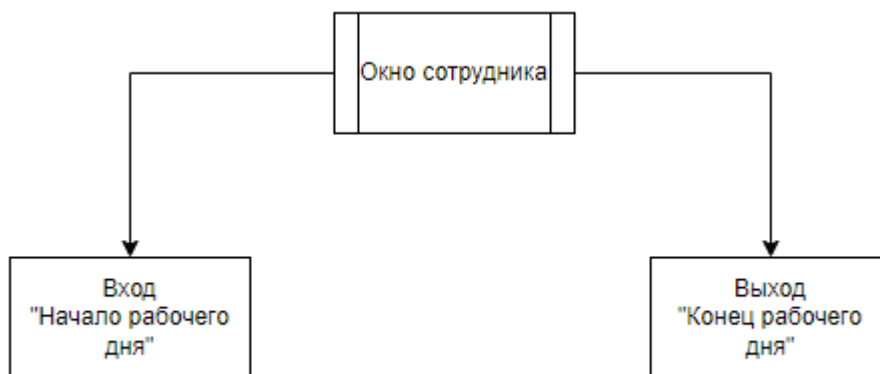 Окно сотрудника
Вход
"Начало рабочего
дня"
Выход
"Конец рабочего
дня"